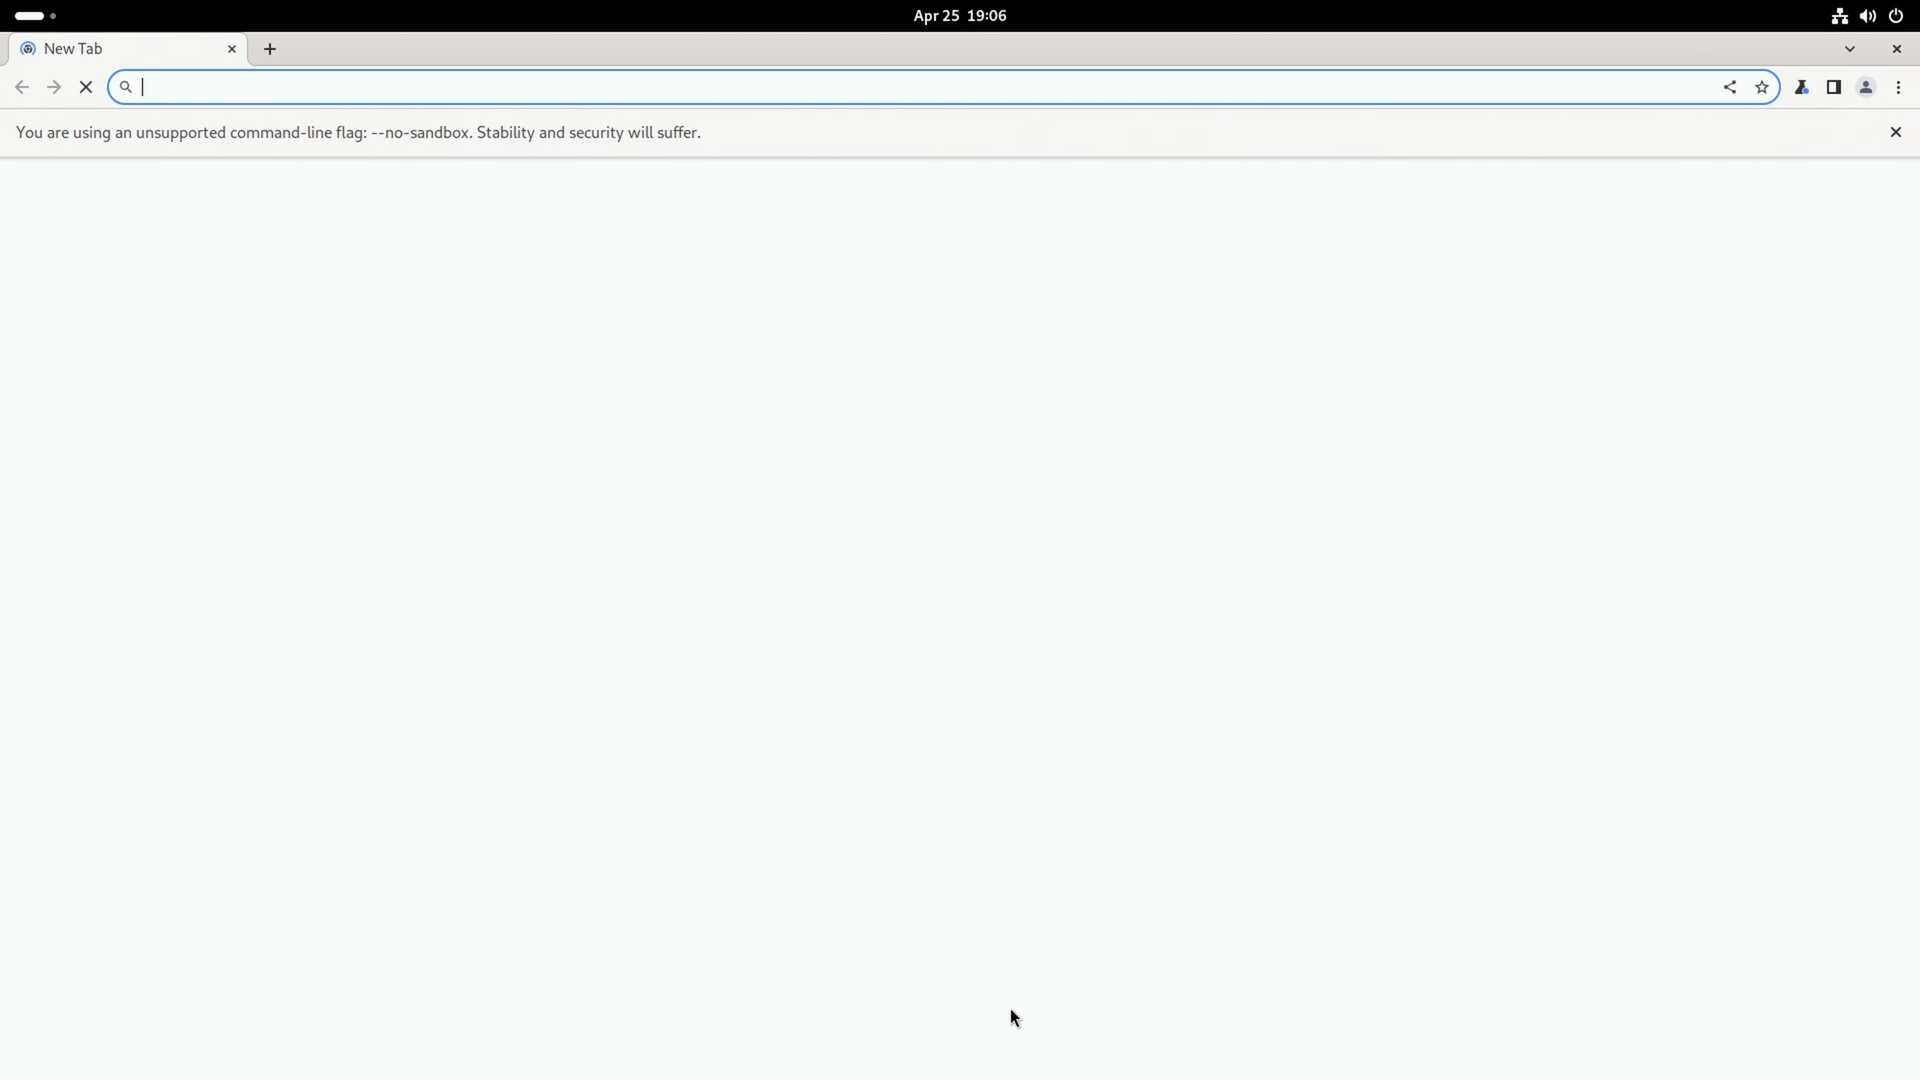 Apr 25 19:06
New Tab
You are using an unsupported command-line flag: --no-sandbox. Stability and security will suffer.